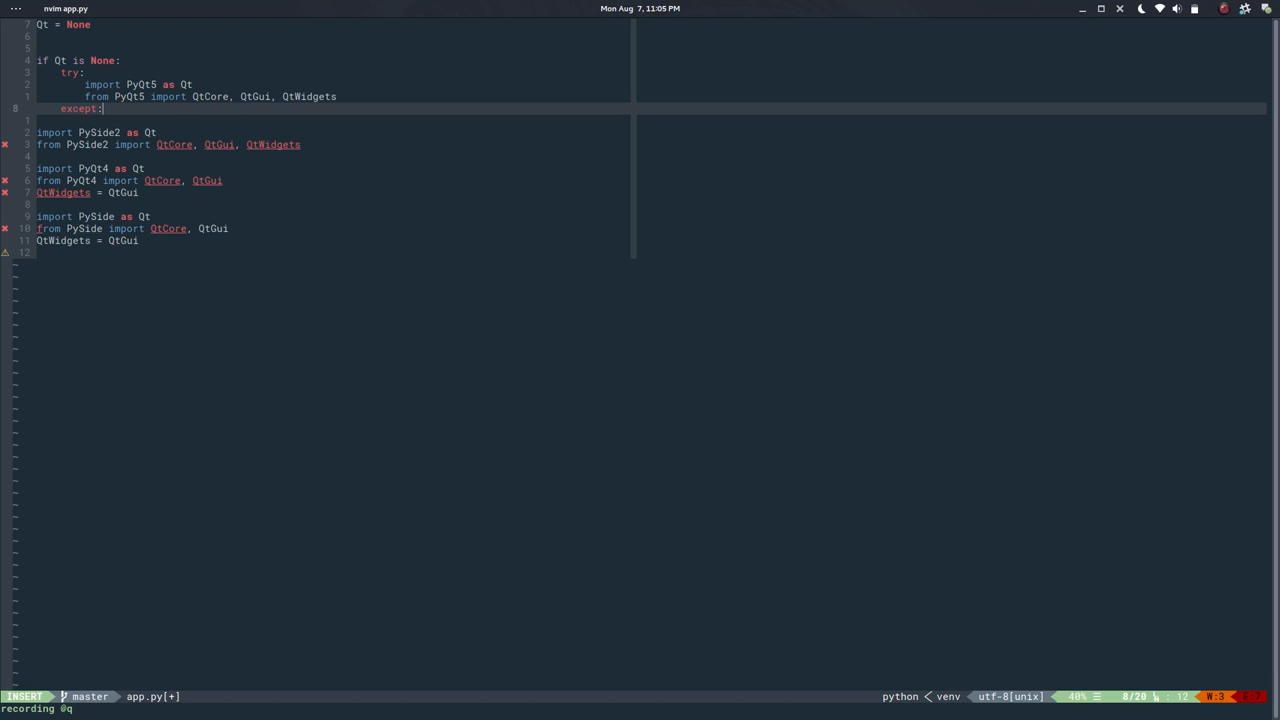 nvim app.py
Mon Aug 7, 11:05 PM
7 Qt = None
6
5
4 if Qt is None:
3 try:
2 import PyQt5 as Qt
1 from PyQt5 import QtCore, QtGui, QtWidgets
8 except:
1
2 import PySide2 as Qt
3 from PySide2 import QtCore, QtGui, QtWidgets
4
5 import PyQt4 as Qt
6 from PyQt4 import QtCore, QtGui
7 QtWidgets = QtGui
8
9 import PySide as Qt
10 from PySide import QtCore, QtGui
11 QtWidgets = QtGui
12
INSERT master app.py[+] python < venv utf-8[unix] 40% ☰ 8/20 : 12 W:3 E:7
recording @q